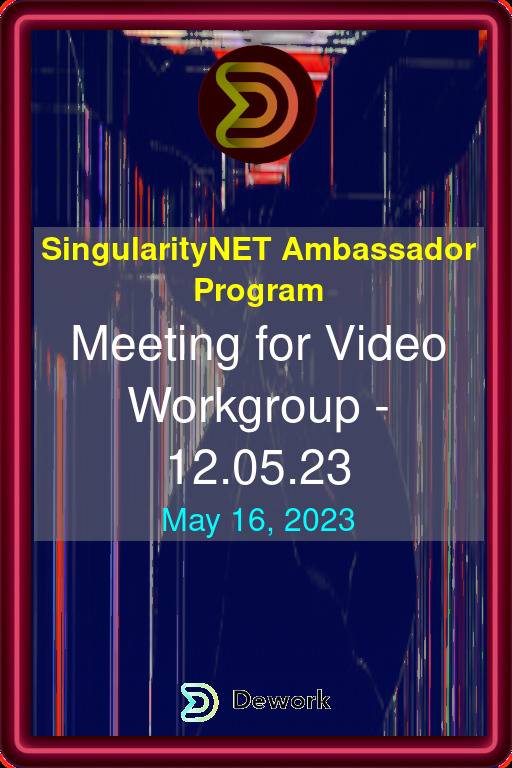 SingularityNET Ambassador
Program
Meeting for Video
Workgroup -
12.05.23
May 16, 2023
Dework